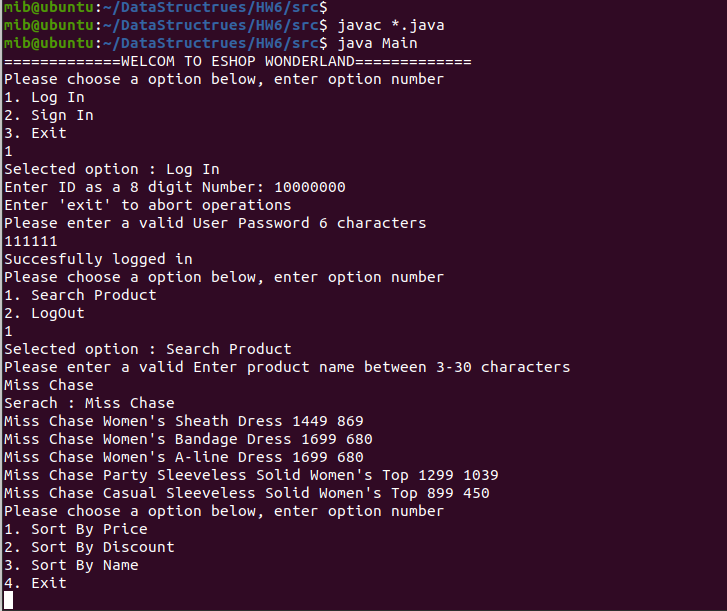 mib@ubuntu:~/DataStructrues/HW6/src$
mib@ubuntu:~/DataStructrues/HW6/src$ javac *.java
mib@ubuntu:~/DataStructrues/HW6/src$ java Main
=============WELCOM TO ESHOP WONDERLAND=============
Please choose a option below, enter option number
1. Log In
2. Sign In
3. Exit
1
Selected option : Log In
Enter ID as a 8 digit Number: 10000000
Enter 'exit' to abort operations
Please enter a valid User Password 6 characters
111111
Succesfully logged in
Please choose a option below, enter option number
1. Search Product
2. LogOut
1
Selected option : Search Product
Please enter a valid Enter product name between 3-30 characters
Miss Chase
Serach : Miss Chase
Miss Chase Women's Sheath Dress 1449 869
Miss Chase Women's Bandage Dress 1699 680
Miss Chase Women's A-line Dress 1699 680
Miss Chase Party Sleeveless Solid Women's Top 1299 1039
Miss Chase Casual Sleeveless Solid Women's Top 899 450
Please choose a option below, enter option number
1. Sort By Price
2. Sort By Discount
3. Sort By Name
4. Exit